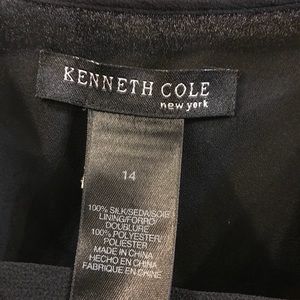 KENNETH COLE
new york
14
100% SILK/SEDA/SOIE
LINING/FORRO/
DOUBLURE
100% POLYESTER/
POLIESTER
MADE IN CHINA
HECHO EN CHINA
FABRIQUE EN CHINE